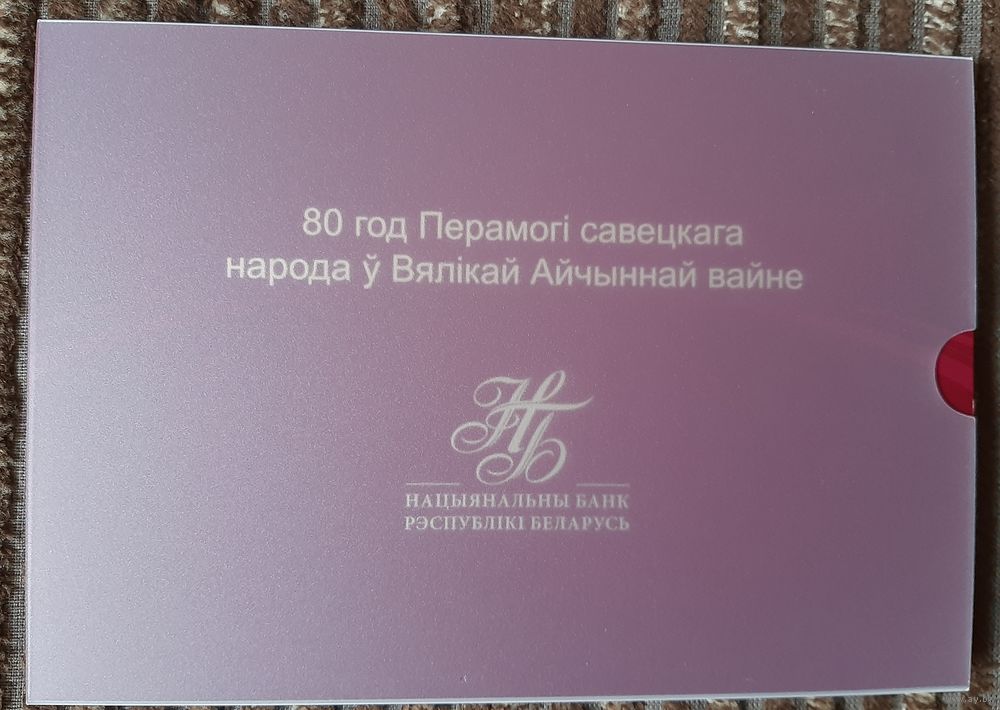 80 год Перамогі савецкага
народа ў Вялікай Айчыннай вайне
НБ
НАЦЫЯНАЛЬНЫ БАНК
РЭСПУБЛІКІ БЕЛАРУСЬ